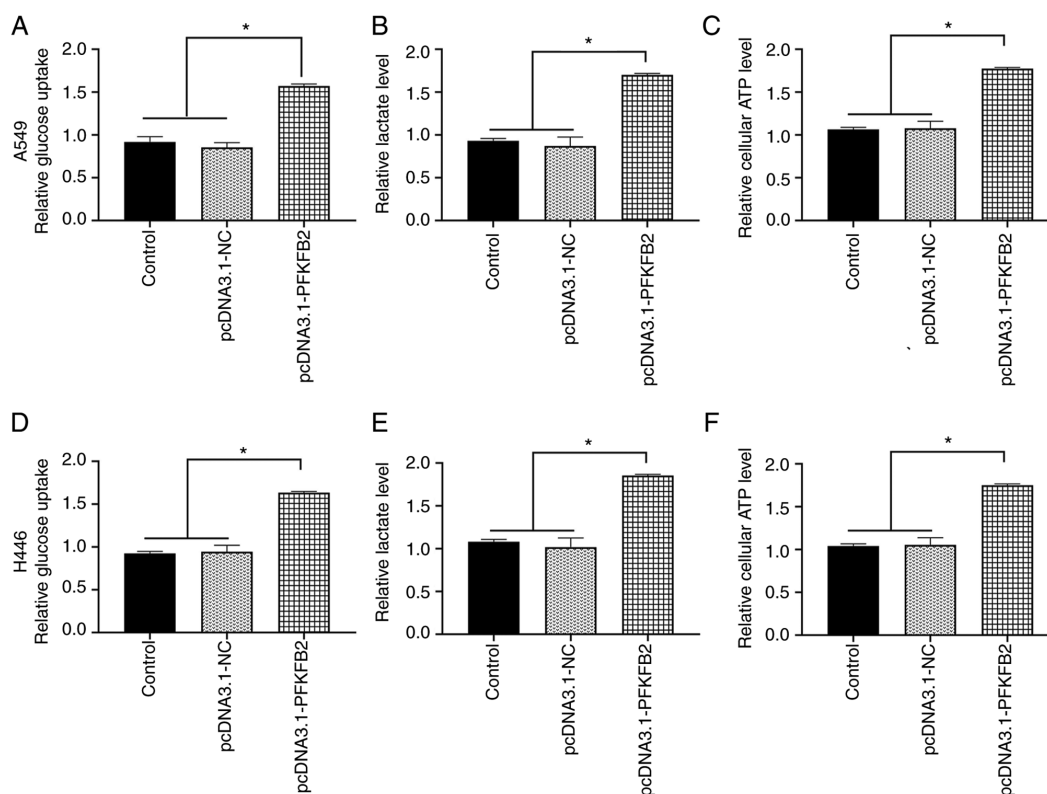 A
A549
Relative glucose uptake
2.0
1.5
1.0
0.5
0.0
*
Control
pcDNA3.1-NC
pcDNA3.1-PFKFB2
B
Relative lactate level
2.0
1.5
1.0
0.5
0.0
*
Control
pcDNA3.1-NC
pcDNA3.1-PFKFB2
C
Relative cellular ATP level
2.0
1.5
1.0
0.5
0.0
*
Control
pcDNA3.1-NC
pcDNA3.1-PFKFB2
D
H446
Relative glucose uptake
2.0
1.5
1.0
0.5
0.0
*
Control
pcDNA3.1-NC
pcDNA3.1-PFKFB2
E
Relative lactate level
2.0
1.5
1.0
0.5
0.0
*
Control
pcDNA3.1-NC
pcDNA3.1-PFKFB2
F
Relative cellular ATP level
2.0
1.5
1.0
0.5
0.0
*
Control
pcDNA3.1-NC
pcDNA3.1-PFKFB2